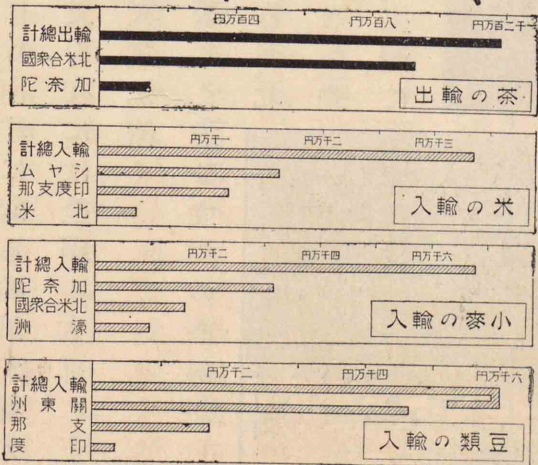 四百万円
八百万円
一千二百万円
輸出總計
北米合衆國
加奈陀
茶の輸出
一千万円
二千万円
三千万円
輸入總計
シヤム
印度支那
北米
米の輸入
二千万円
四千万円
六千万円
輸入總計
加奈陀
北米合衆國
濠洲
小麥の輸入
二千万円
四千万円
六千万円
輸入總計
關東州
支那
印度
豆類の輸入